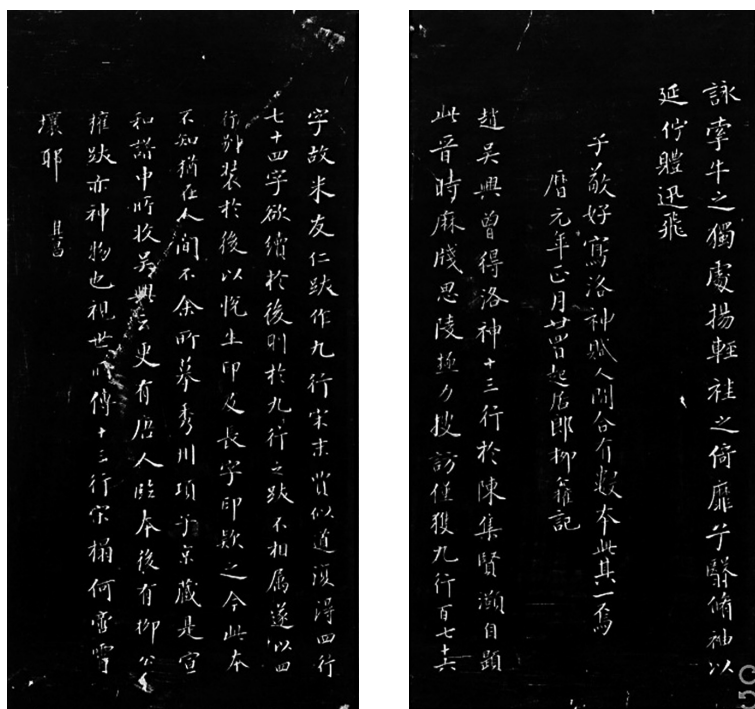 詠牽牛之獨處揚輕袿之倚靡兮翳脩袖以
延佇軆迅飛
子敬好寫洛神賦人間合有數本此其一焉
曆元年正月廿四日起居郎柳公權記
趙吳興曾得洛神十三行於陳集賢灝自題
此晉時麻牋思陵極力搜訪僅獲九行百七十六
字故米友仁跋作九行宋末賈似道復得四行
七十四字欲續於後則於九行之跋不相属遂以四
行別裝於後以悅生印及長字印欵之今此本
不知猶在人間不余所摹秀州項子京藏是宣
和譜中所收吳興云更有唐人臨本後有柳公
權跋亦神物也視世所傳十三行宋搨何啻霄
壤耶
其昌